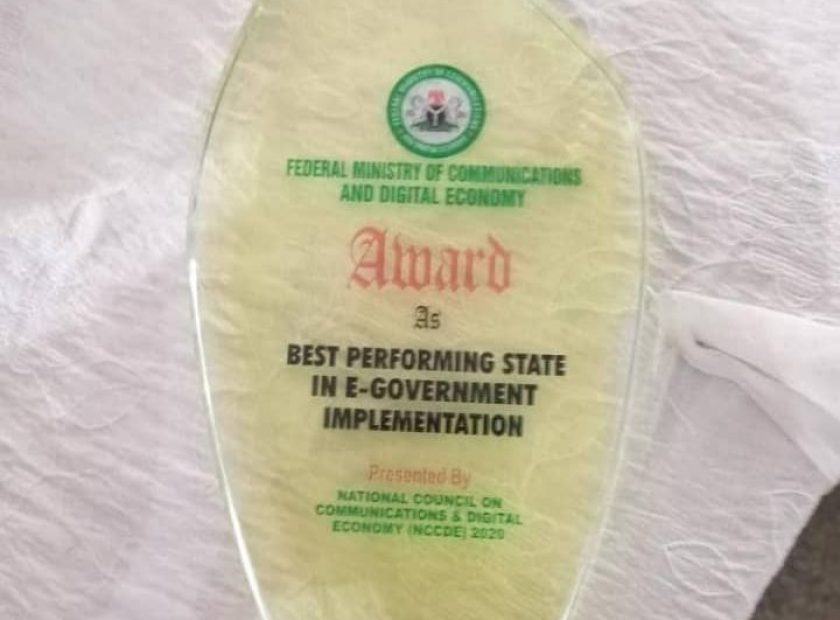 FEDERAL MINISTRY OF COMMUNICATIONS
AND DIGITAL ECONOMY
Award
As
BEST PERFORMING STATE
IN E-GOVERNMENT
IMPLEMENTATION
Presented By
NATIONAL COUNCIL ON
COMMUNICATIONS & DIGITAL
ECONOMY (NCCDE) 2020